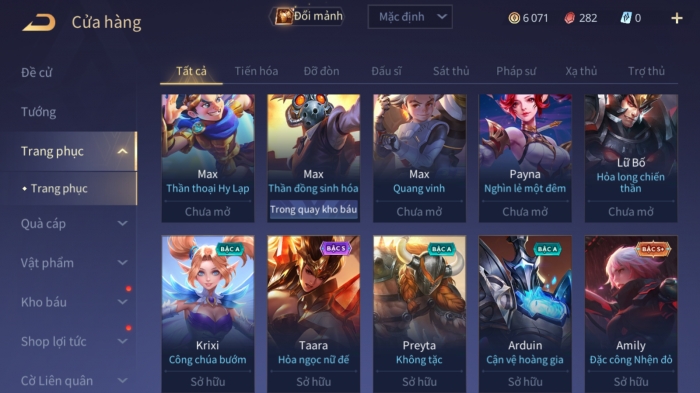 Cửa hàng
Đổi mảnh
Mặc định
6 071
282
0
+
Đề cử
Tướng
Trang phục
Trang phục
Quà cáp
Vật phẩm
Kho báu
Shop lợi tức
Cờ Liên quân
Tất cả
Tiến hóa
Đỡ đòn
Đấu sĩ
Sát thủ
Pháp sư
Xạ thủ
Trợ thủ
Max
Thần thoại Hy Lạp
Chưa mở
Max
Thần đồng sinh hóa
Trong quay kho báu
Max
Quang vinh
Chưa mở
Payna
Nghìn lẻ một đêm
Chưa mở
Lữ Bố
Hỏa long chiến
thần
Chưa mở
BẬC A
Krixi
Công chúa bướm
Sở hữu
BẬC S
Taara
Hỏa ngọc nữ đế
Sở hữu
BẬC A
Preyta
Không tặc
Sở hữu
BẬC A
Arduin
Cận vệ hoàng gia
Sở hữu
BẬC S+
Amily
Đặc công Nhện đỏ
Sở hữu